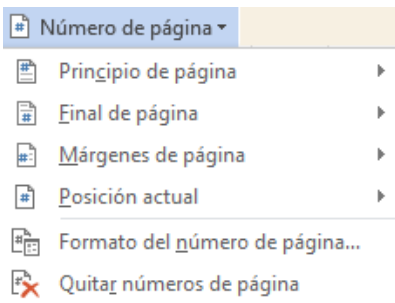 Número de página
Principio de página
Final de página
Márgenes de página
Posición actual
Formato del número de página...
Quitar números de página